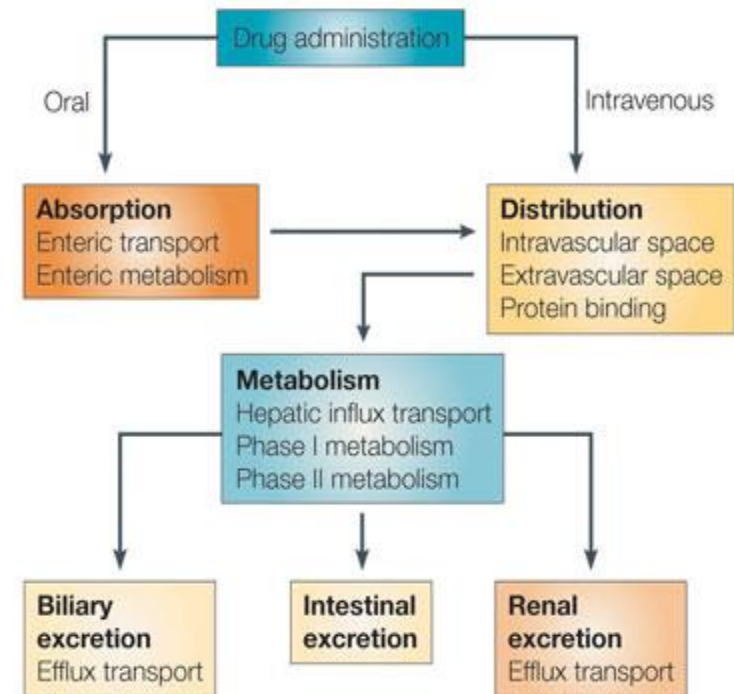 Drug administration
Oral
Intravenous
Absorption
Enteric transport
Enteric metabolism
Distribution
Intravascular space
Extravascular space
Protein binding
Metabolism
Hepatic influx transport
Phase I metabolism
Phase II metabolism
Biliary
excretion
Efflux transport
Intestinal
excretion
Renal
excretion
Efflux transport